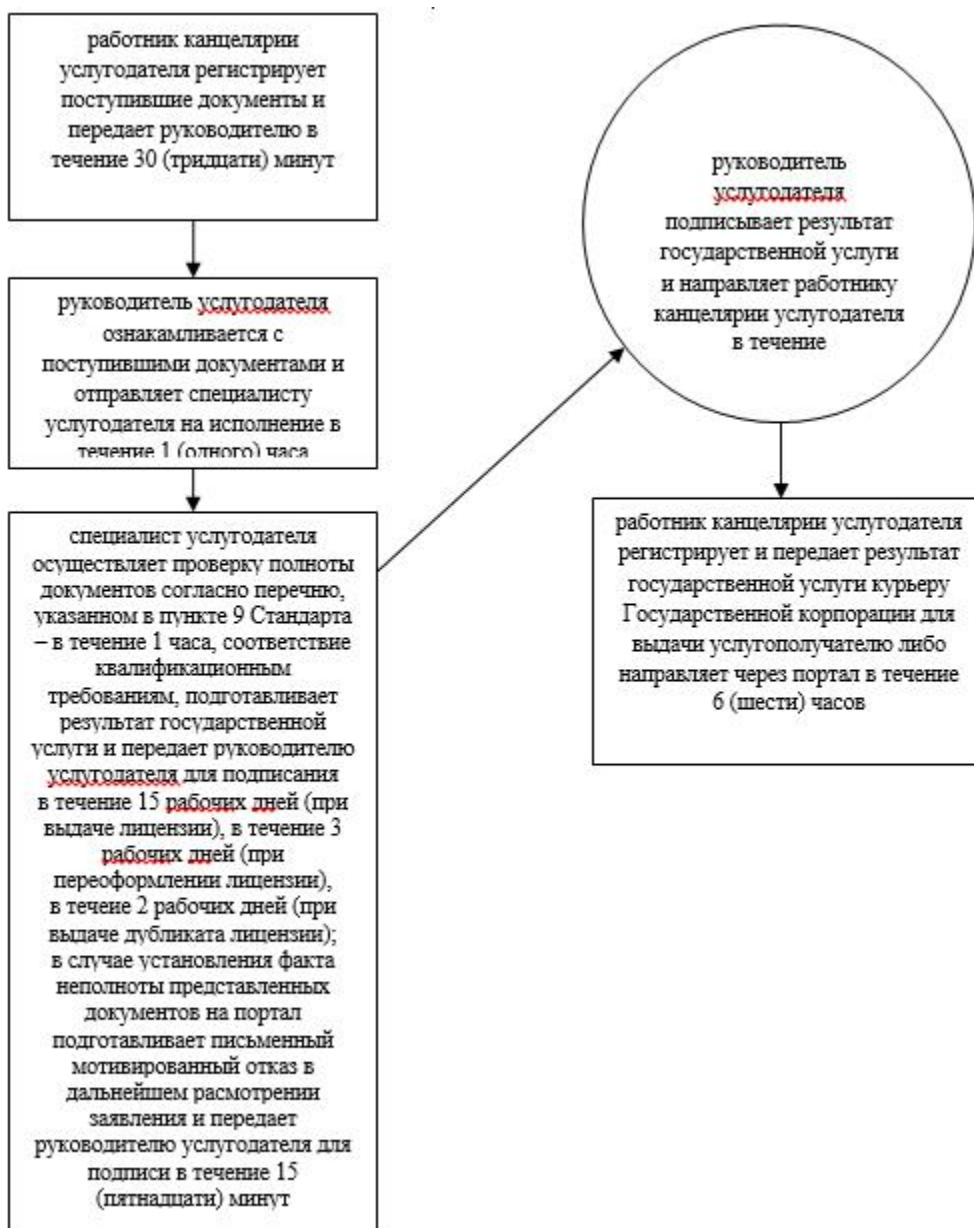 работник канцелярии
услугодателя регистрирует
поступившие документы и
передает руководителю в
течение 30 (тридцати) минут
руководитель услугодателя
ознакамливается с
поступившими документами и
отправляет специалисту
услугодателя на исполнение в
течение 1 (одного) часа
специалист услугодателя
осуществляет проверку полноты
документов согласно перечню,
указанном в пункте 9 Стандарта
– в течение 1 часа, соответствие
квалификационным
требованиям, подготавливает
результат государственной
услуги и передает руководителю
услугодателя для подписания
в течение 15 рабочих дней (при
выдаче лицензии), в течение 3
рабочих дней (при
переоформлении лицензии),
в течеие 2 рабочих дней (при
выдаче дубликата лицензии);
в случае установления факта
неполноты представленных
документов на портал
подготавливает письменный
мотивированный отказ в
дальнейшем расмотрении
заявления и передает
руководителю услугодателя для
подписи в течение 15
(пятнадцати) минут
руководитель
услугодателя
подписывает результат
государственной услуги
и направляет работнику
канцелярии услугодателя
в течение
работник канцелярии услугодателя
регистрирует и передает результат
государственной услуги курьеру
Государственной корпорации для
выдачи услугополучателю либо
направляет через портал в течение
6 (шести) часов